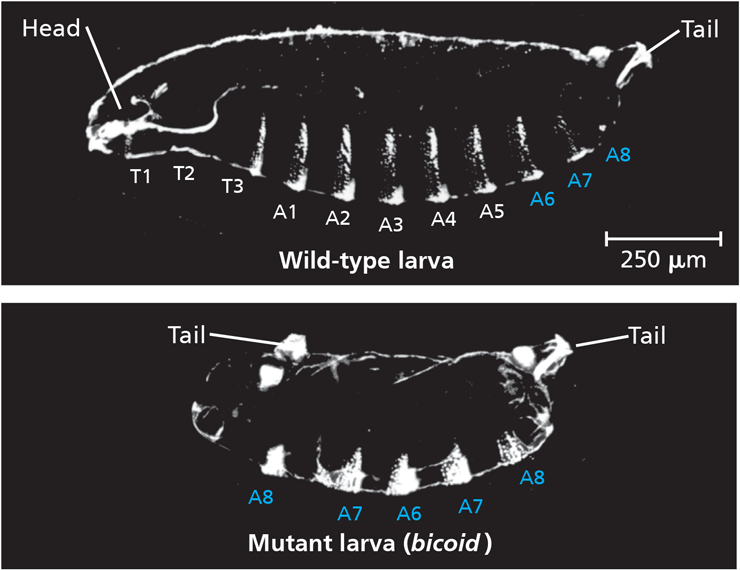 Head
Tail
T1 T2 T3 A1 A2 A3 A4 A5 A6 A7 A8
Wild-type larva
250 μm
Tail
Tail
A8 A7 A6 A7 A8
Mutant larva (bicoid)